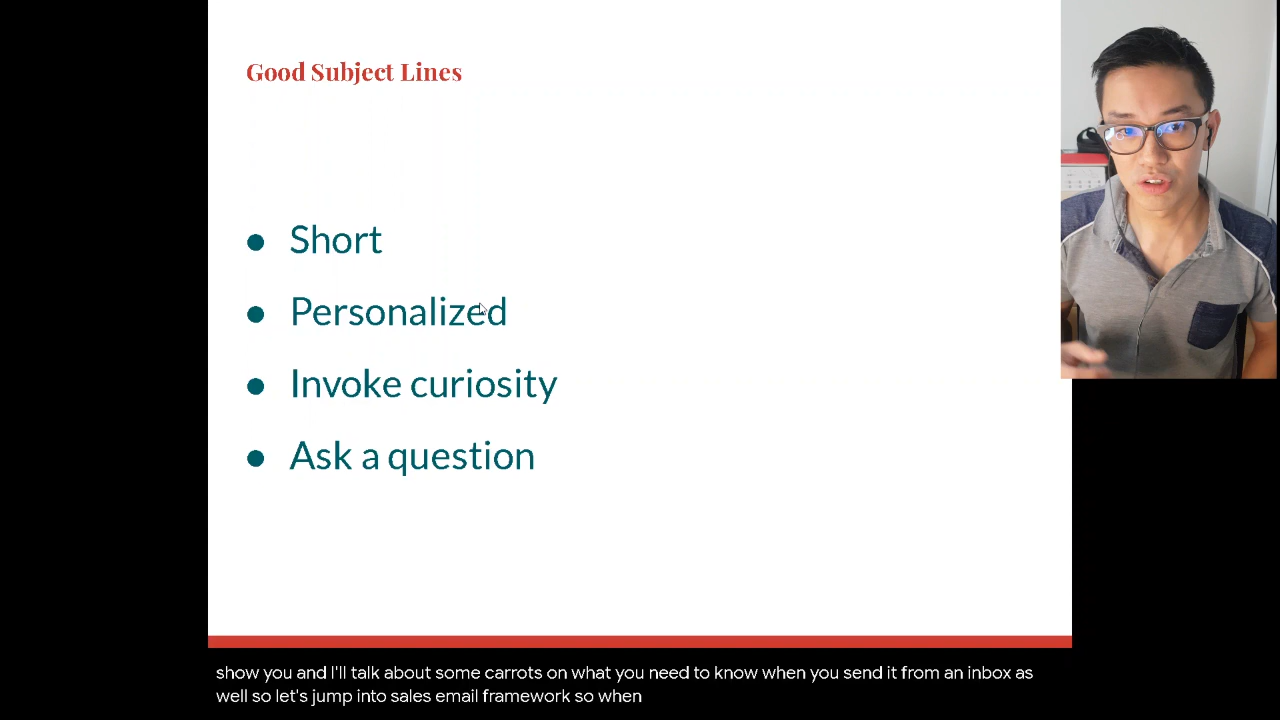 Good Subject Lines
● Short
● Personalized
● Invoke curiosity
● Ask a question
show you and I'll talk about some carrots on what you need to know when you send it from an inbox as
well so let's jump into sales email framework so when